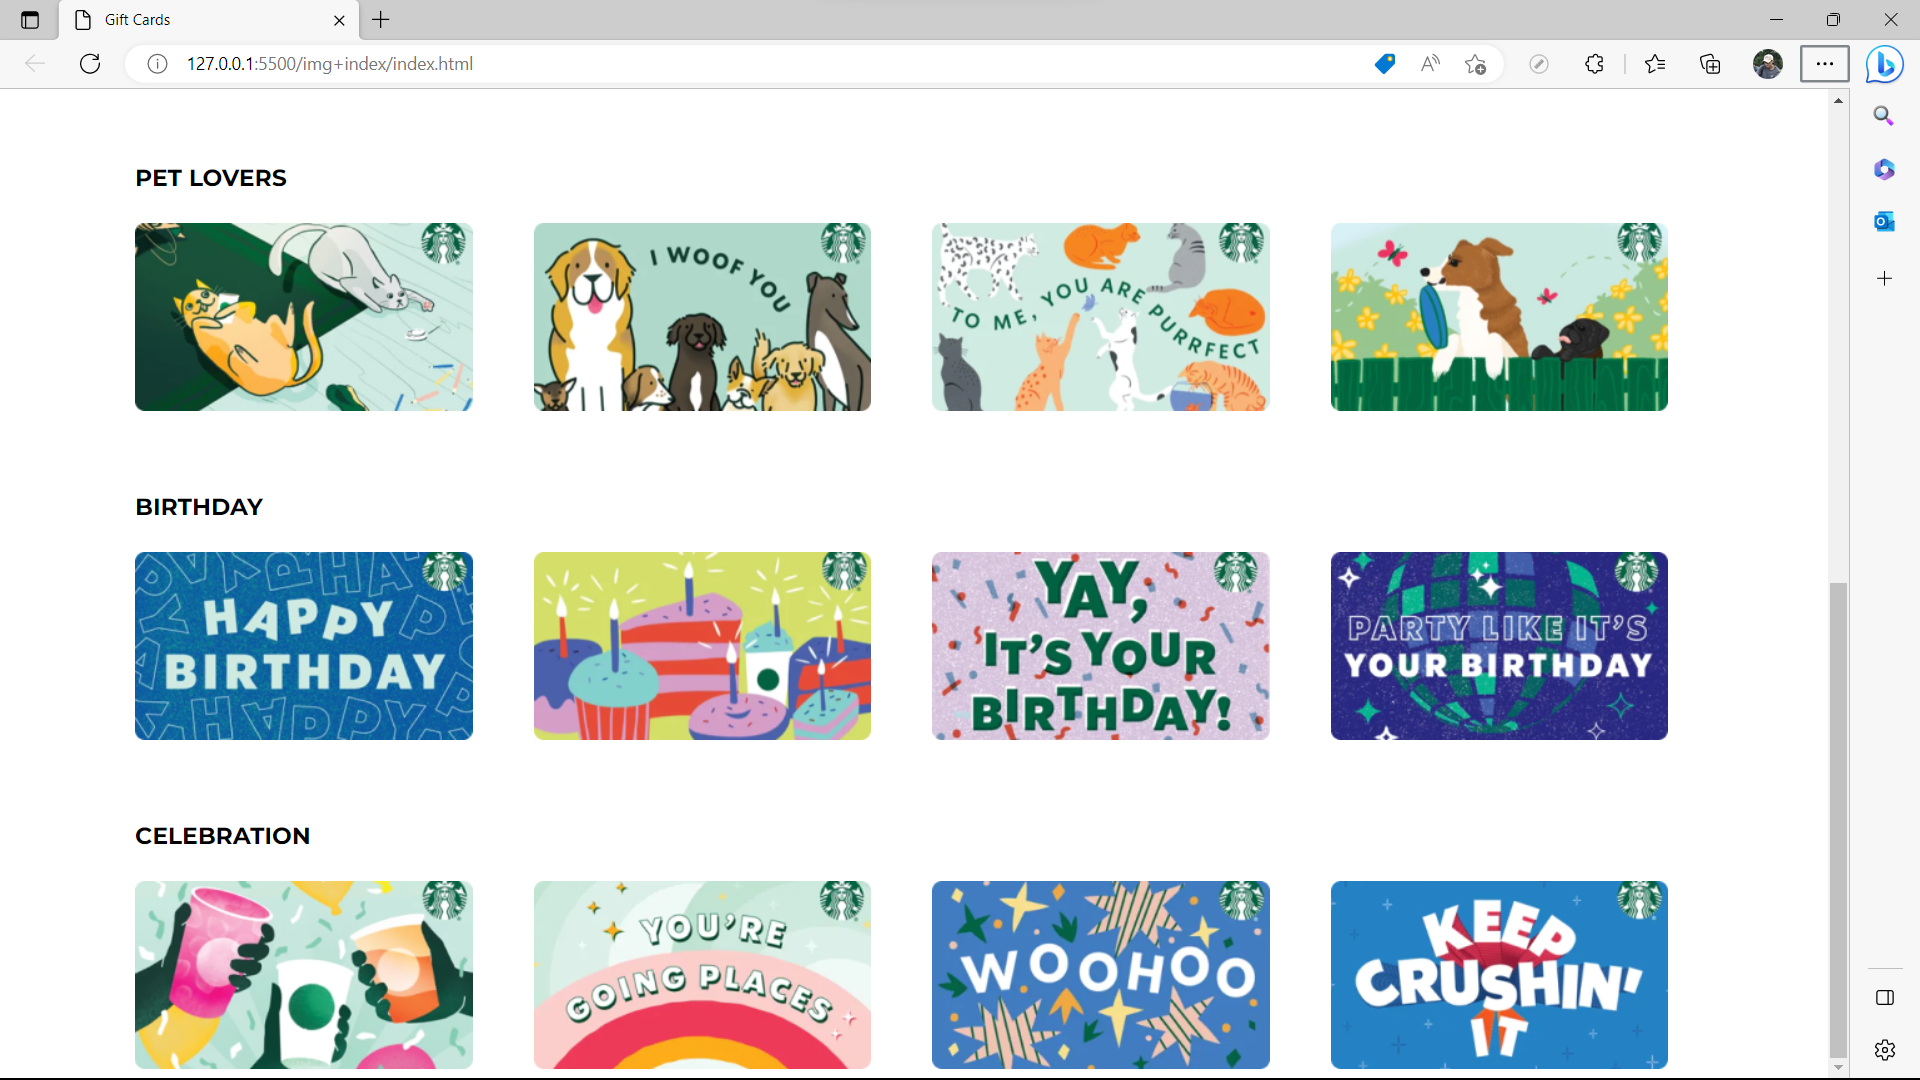 Gift Cards
127.0.0.1:5500/img+index/index.html
PET LOVERS
I WOOF YOU
TO ME, YOU ARE PURRFECT
BIRTHDAY
HAPPY
BIRTHDAY
YAY,
IT'S YOUR
BIRTHDAY!
PARTY LIKE IT'S
YOUR BIRTHDAY
CELEBRATION
YOU'RE
GOING PLACES
WOOHOO
KEEP
CRUSHIN'
IT